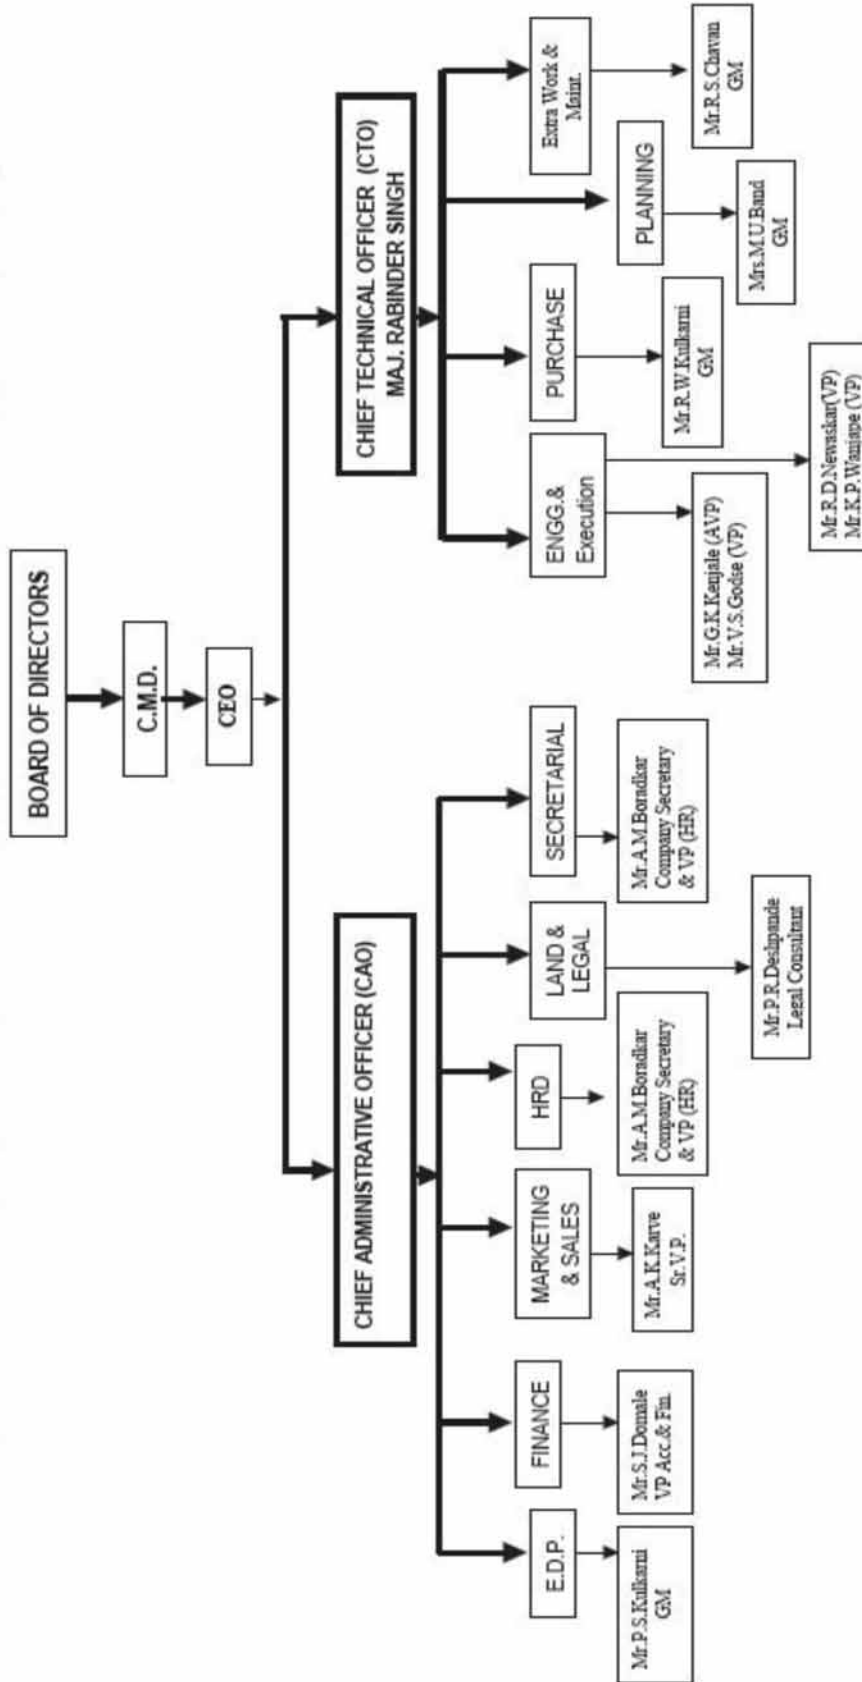 BOARD OF DIRECTORS
C.M.D.
CEO
CHIEF ADMINISTRATIVE OFFICER (CAO)
CHIEF TECHNICAL OFFICER (CTO)
MAJ. RABINDER SINGH
E.D.P.
FINANCE
MARKETING
& SALES
HRD
LAND &
LEGAL
SECRETARIAL
ENGG.&
Execution
PURCHASE
PLANNING
Extra Work &
Maint.
Mr.P.S.Kulkarni
GM
Mr.S.J.Domale
VP Acc.& Fin.
Mr.A.K.Karve
Sr.V.P.
Mr.A.M.Boradkar
Company Secretary
& VP (HR)
Mr.P.R.Deshpande
Legal Consultant
Mr.A.M.Boradkar
Company Secretary
& VP (HR)
Mr.G.K.Kenjale (AVP)
Mr.V.S.Godse (VP)
Mr.R.D.Newaskar(VP)
Mr.K.P.Wanjape (VP)
Mr.R.W.Kulkarni
GM
Mrs.M.U.Band
GM
Mr.R.S.Chavan
GM